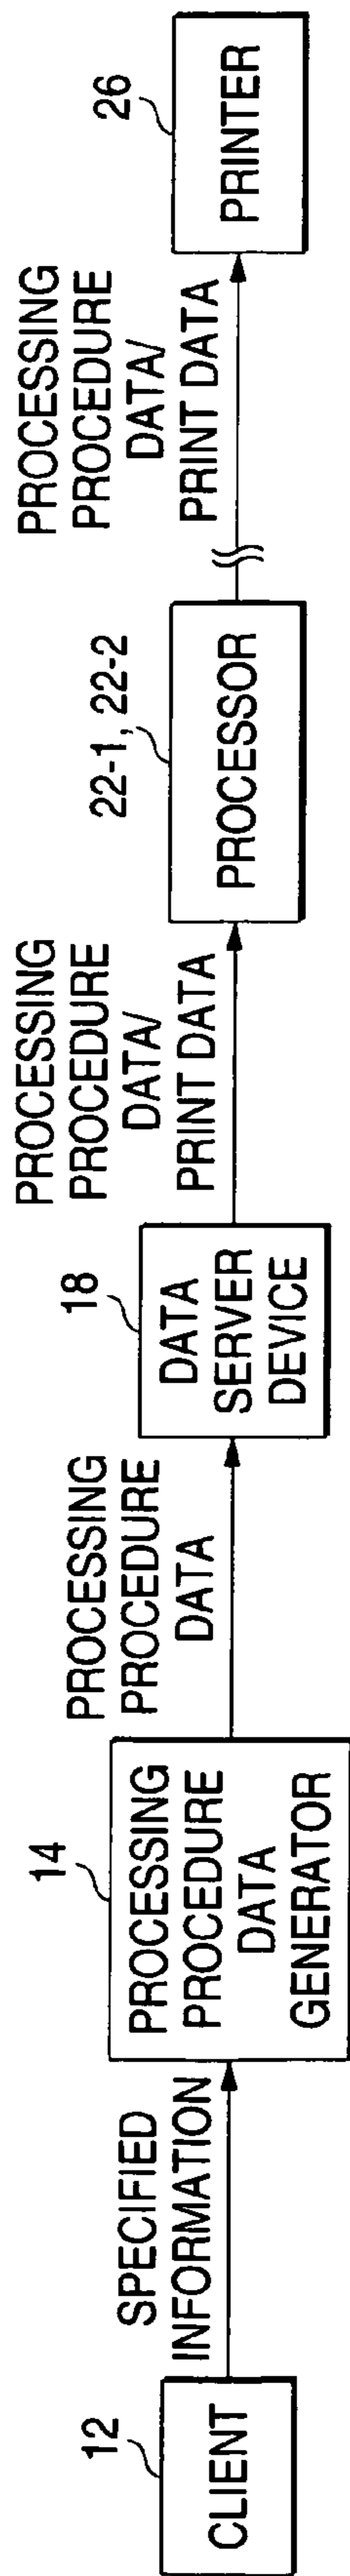 12
CLIENT
SPECIFIED
INFORMATION
14
PROCESSING
PROCEDURE
DATA
GENERATOR
PROCESSING
PROCEDURE
DATA
18
DATA
SERVER
DEVICE
PROCESSING
PROCEDURE
DATA/
PRINT DATA
22-1, 22-2
PROCESSOR
PROCESSING
PROCEDURE
DATA/
PRINT DATA
26
PRINTER